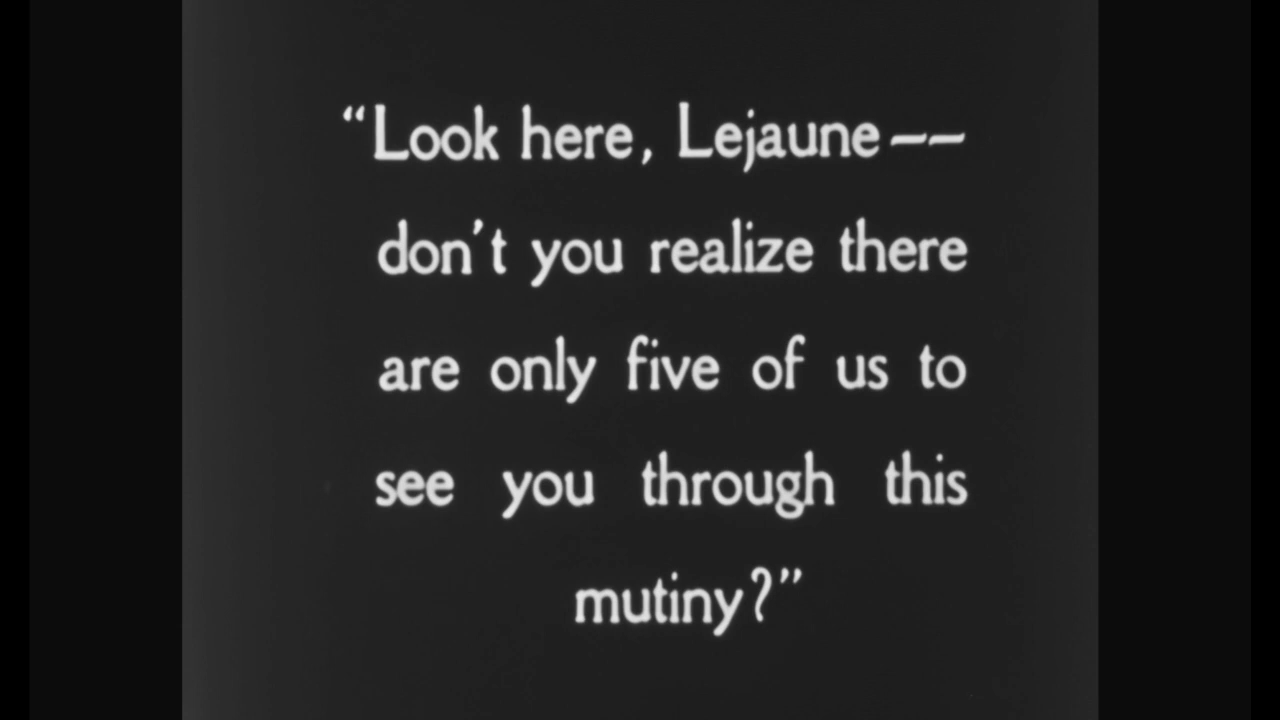 “Look here, Lejaune——
don’t you realize there
are only five of us to
see you through this
mutiny?”